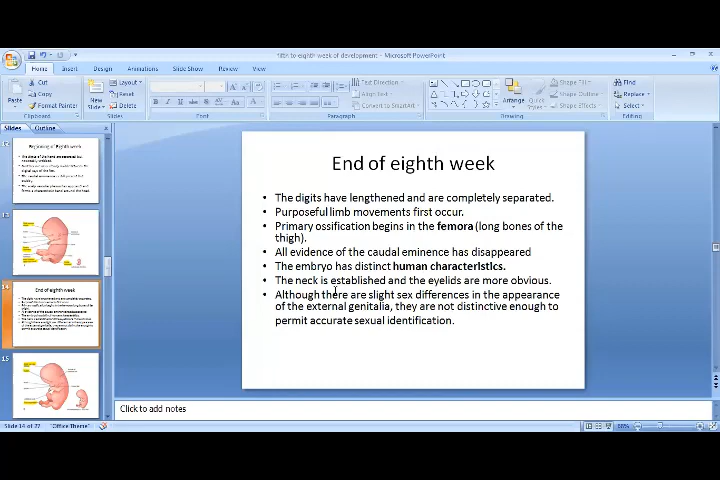 fifth to eighth week of development - Microsoft PowerPoint
Home Insert Design Animations Slide Show Review View
Paste
Cut
Copy
Format Painter
Clipboard
New Slide
Layout
Reset
Delete
Slides
Font
Text Direction
Align Text
Convert to SmartArt
Paragraph
Arrange
Quick Styles
Shape Fill
Shape Outline
Shape Effects
Drawing
Find
Replace
Select
Editing
Slides Outline
Beginning of Eighth week
13
14
End of eighth week
15
End of eighth week
• The digits have lengthened and are completely separated.
• Purposeful limb movements first occur.
• Primary ossification begins in the femora (long bones of the
thigh).
• All evidence of the caudal eminence has disappeared
• The embryo has distinct human characteristics.
• The neck is established and the eyelids are more obvious.
• Although there are slight sex differences in the appearance
of the external genitalia, they are not distinctive enough to
permit accurate sexual identification.
Click to add notes
Slide 14 of 27 "Office Theme" 66%